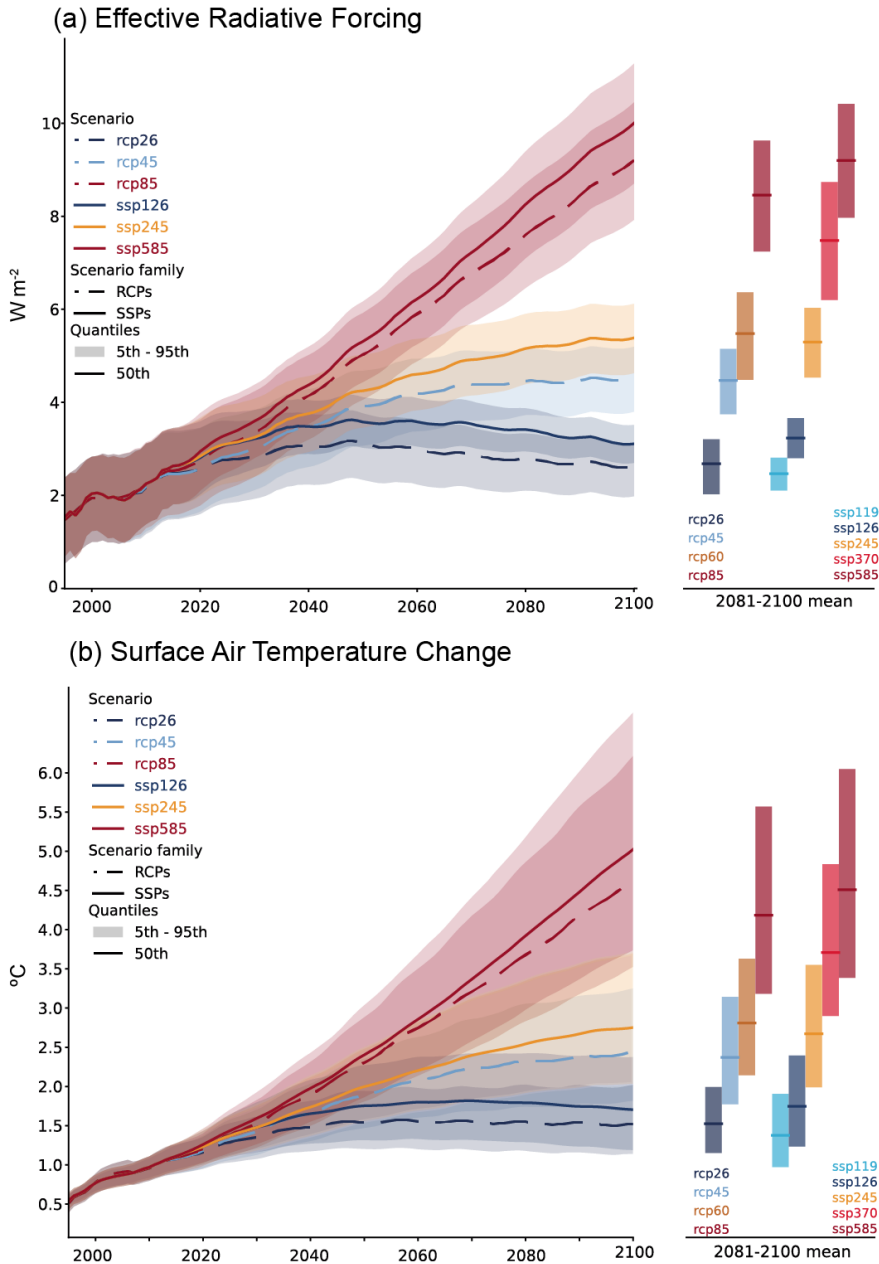 (a) Effective Radiative Forcing
W m-2
10
8
6
4
2
0
Scenario
rcp26
rcp45
rcp85
ssp126
ssp245
ssp585
Scenario family
RCPs
SSPs
Quantiles
5th - 95th
50th
2000
2020
2040
2060
2080
2100
rcp26
rcp45
rcp60
rcp85
ssp119
ssp126
ssp245
ssp370
ssp585
2081-2100 mean
(b) Surface Air Temperature Change
ºC
6.0
5.5
5.0
4.5
4.0
3.5
3.0
2.5
2.0
1.5
1.0
0.5
Scenario
rcp26
rcp45
rcp85
ssp126
ssp245
ssp585
Scenario family
RCPs
SSPs
Quantiles
5th - 95th
50th
2000
2020
2040
2060
2080
2100
rcp26
rcp45
rcp60
rcp85
ssp119
ssp126
ssp245
ssp370
ssp585
2081-2100 mean